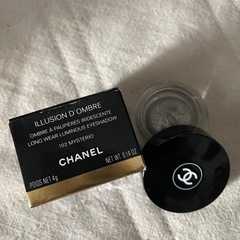 ILLUSION D'OMBRE
OMBRE À PAUPIÈRES IRIDESCENTE
LONG WEAR LUMINOUS EYESHADOW
102 MYSTERIO
CHANEL
POIDS NET 4g
NET WT. 0.14 OZ.